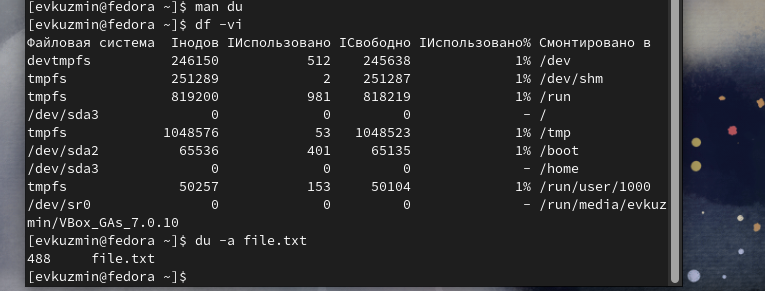 [evkuzmin@fedora ~]$ man du
[evkuzmin@fedora ~]$ df -vi
Файловая система  Iнодов IИспользовано IСвободно IИспользовано% Смонтировано в
devtmpfs          246150           512    245638             1% /dev
tmpfs             251289             2    251287             1% /dev/shm
tmpfs             819200           981    818219             1% /run
/dev/sda3              0             0         0              - /
tmpfs            1048576            53   1048523             1% /tmp
/dev/sda2          65536           401     65135             1% /boot
/dev/sda3              0             0         0              - /home
tmpfs              50257           153     50104             1% /run/user/1000
/dev/sr0               0             0         0              - /run/media/evkuz
min/VBox_GAs_7.0.10
[evkuzmin@fedora ~]$ du -a file.txt
488     file.txt
[evkuzmin@fedora ~]$